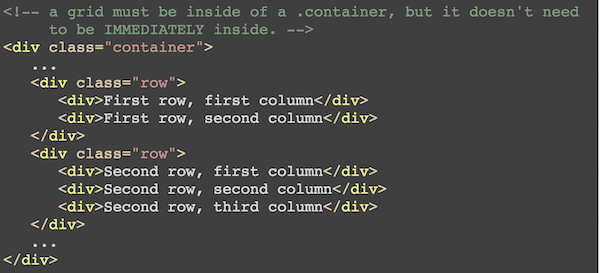 <!-- a grid must be inside of a .container, but it doesn't need
to be IMMEDIATELY inside. -->
<div class="container">
...
<div class="row">
<div>First row, first column</div>
<div>First row, second column</div>
</div>
<div class="row">
<div>Second row, first column</div>
<div>Second row, second column</div>
<div>Second row, third column</div>
</div>
...
</div>